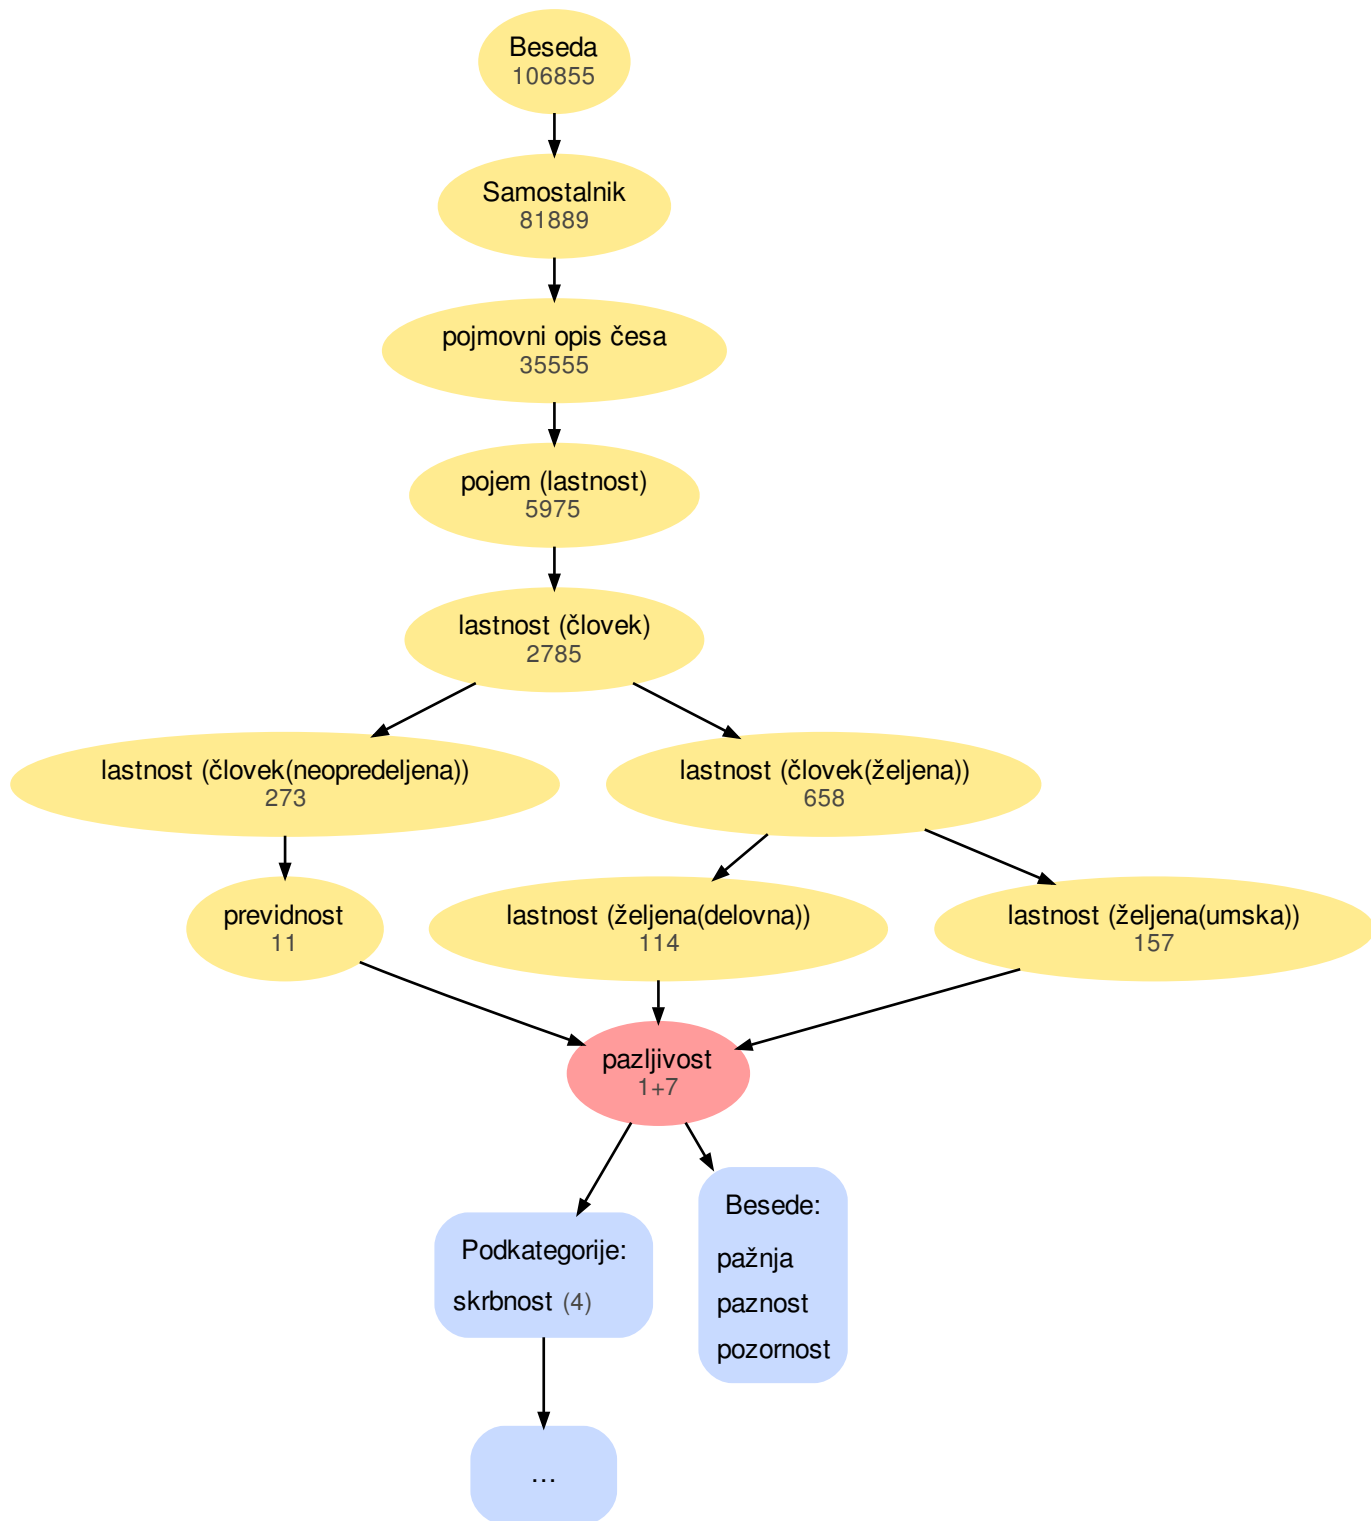 Beseda
106855
Samostalnik
81889
pojmovni opis česa
35555
pojem (lastnost)
5975
lastnost (človek)
2785
lastnost (človek(neopredeljena))
273
lastnost (človek(željena))
658
previdnost
11
lastnost (željena(delovna))
114
lastnost (željena(umska))
157
pazljivost
1+7
Podkategorije:
skrbnost (4)
Besede:
pažnja
paznost
pozornost
...